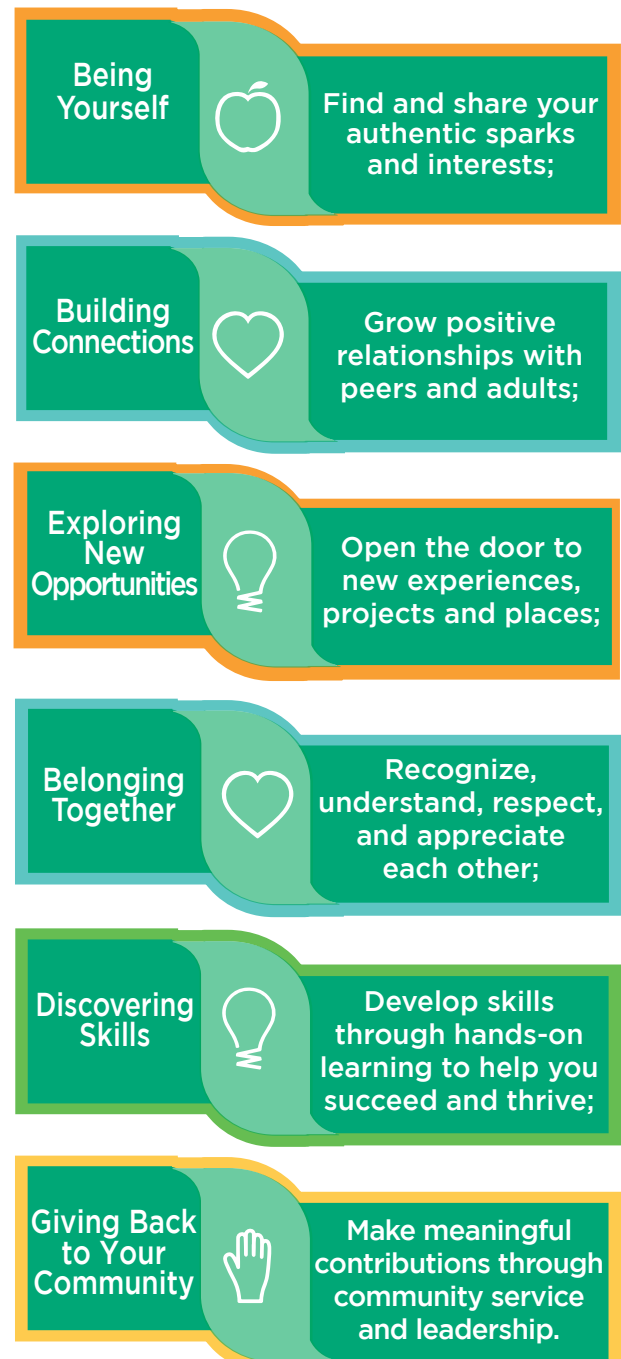 Being
Yourself
Find and share your
authentic sparks
and interests;
Building
Connections
Grow positive
relationships with
peers and adults;
Exploring
New
Opportunities
Open the door to
new experiences,
projects and places;
Belonging
Together
Recognize,
understand, respect,
and appreciate
each other;
Discovering
Skills
Develop skills
through hands-on
learning to help you
succeed and thrive;
Giving Back
to Your
Community
Make meaningful
contributions through
community service
and leadership.